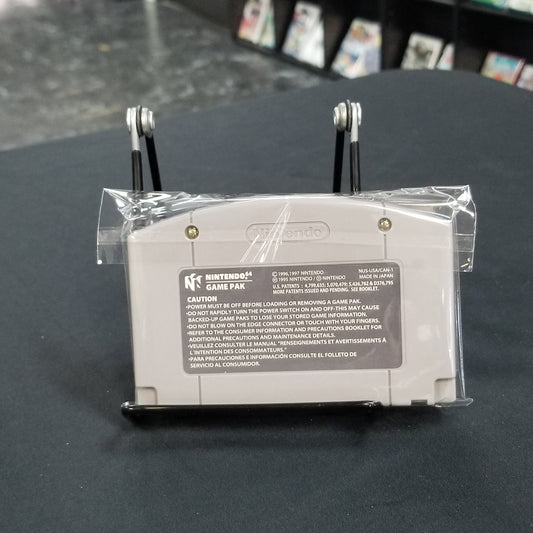 Nintendo
NINTENDO64
GAME PAK
© 1996,1997 NINTENDO
© 1995 NINTENDO / Ⓜ NINTENDO
U.S. PATENTS : 4,799,635; 5,070,479; 5,426,762 & D376,795
MORE PATENTS ISSUED AND PENDING. SEE BOOKLET.
NUS-USA/CAN-1
MADE IN JAPAN
CAUTION
•POWER MUST BE OFF BEFORE LOADING OR REMOVING A GAME PAK.
•DO NOT RAPIDLY TURN THE POWER SWITCH ON AND OFF-THIS MAY CAUSE
BACKED-UP GAME PAKS TO LOSE YOUR STORED GAME INFORMATION.
•DO NOT BLOW ON THE EDGE CONNECTOR OR TOUCH WITH YOUR FINGERS.
•REFER TO THE CONSUMER INFORMATION AND PRECAUTIONS BOOKLET FOR
ADDITIONAL PRECAUTIONS AND MAINTENANCE DETAILS.
•VEUILLEZ CONSULTER LE MANUAL "RENSEIGNEMENTS ET AVERTISSEMENTS Á
L'INTENTION DES CONSOMMATEURS."
•PARA PRECAUCIONES E INFORMACIÓN CONSULTE EL FOLLETO DE
SERVICIO AL CONSUMIDOR.